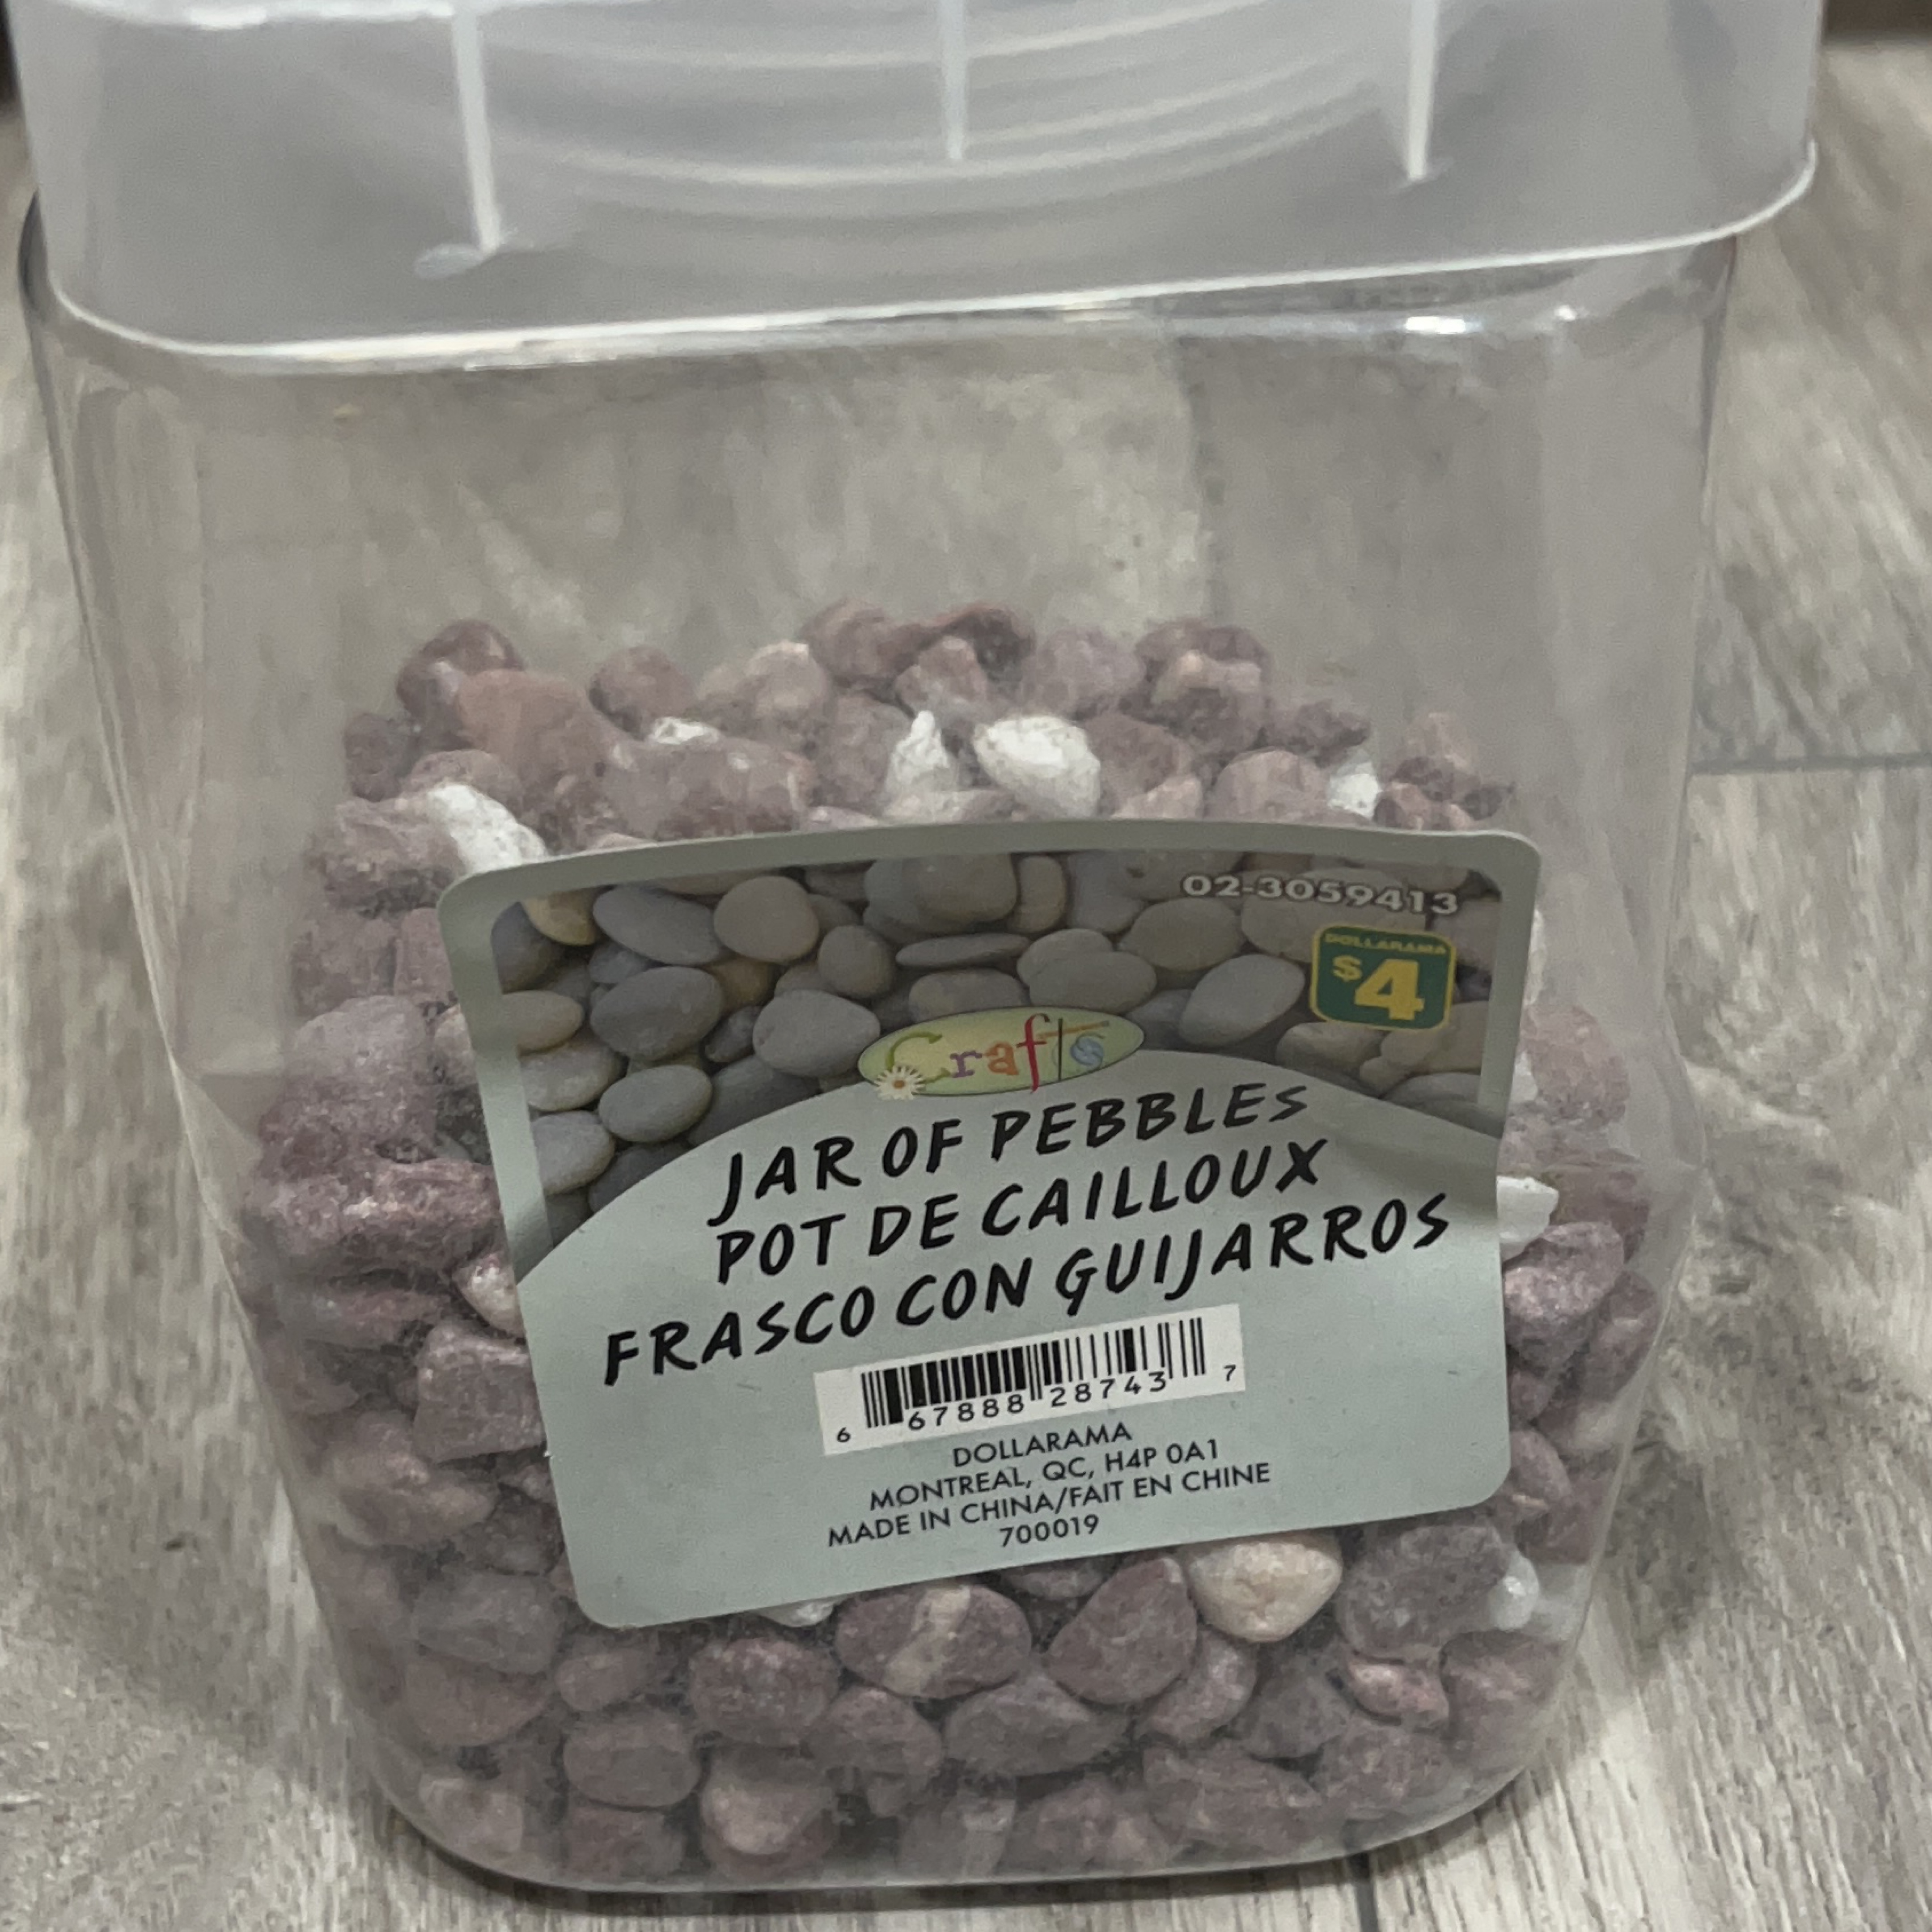 02-3059413
DOLLARAMA
$4
Crafts
JAR OF PEBBLES
POT DE CAILLOUX
FRASCO CON GUIJARROS
6 67888 28743 7
DOLLARAMA
MONTREAL, QC, H4P 0A1
MADE IN CHINA/FAIT EN CHINE
700019